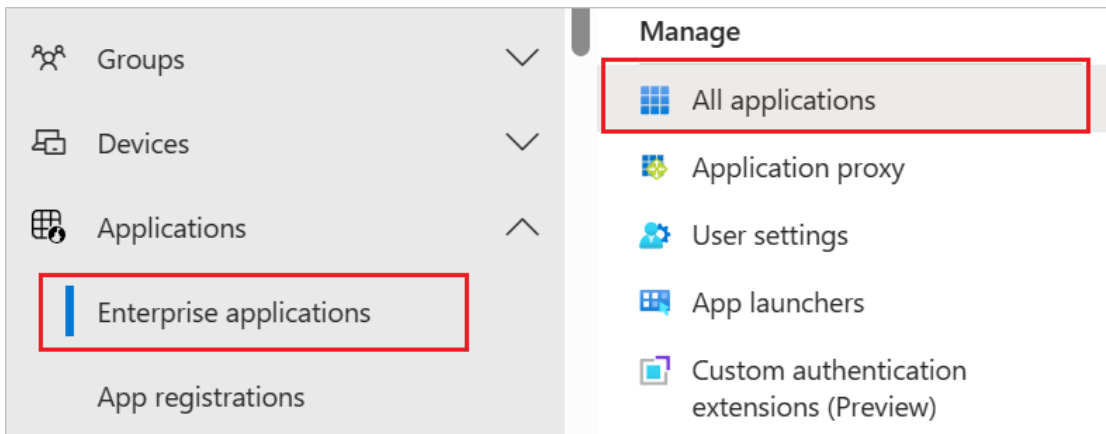 Groups
Devices
Applications
Enterprise applications
App registrations
Manage
All applications
Application proxy
User settings
App launchers
Custom authentication
extensions (Preview)